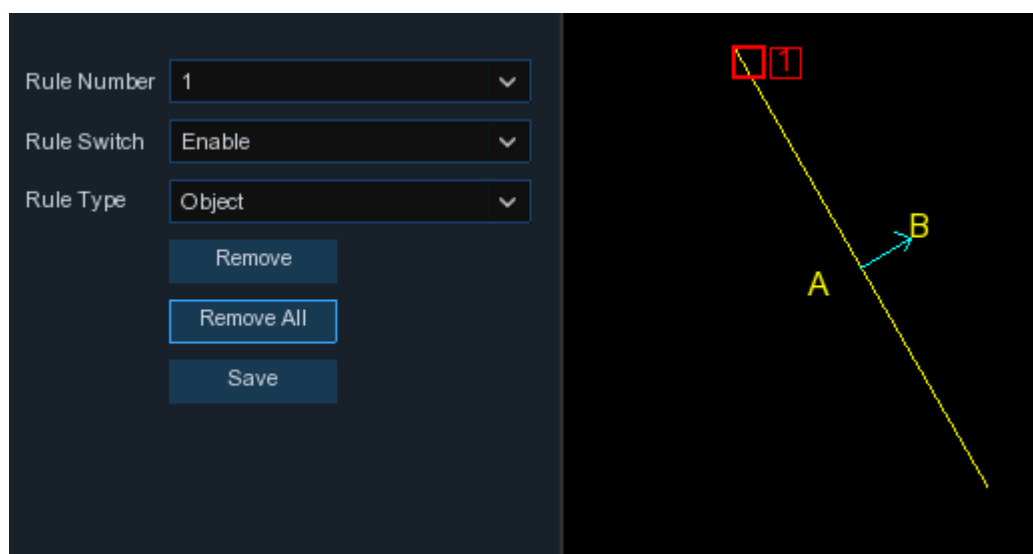 Rule Number 1
Rule Switch Enable
Rule Type Object
Remove
Remove All
Save
1
B
A